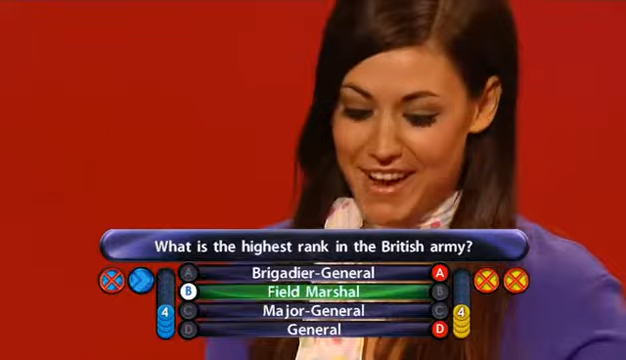 What is the highest rank in the British army?
A Brigadier-General A
B Field Marshal B
4 C Major-General C 4
D General D